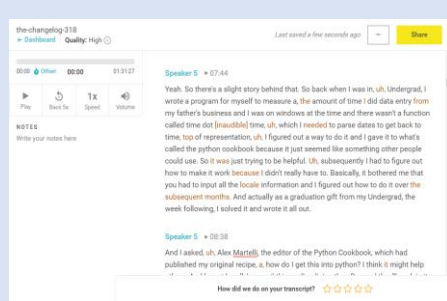 the-changelog-318
← Dashboard Quality: High
Last saved a few seconds ago
Share
00:00 Offset 00:00 01:31:27
Play Back 5s 1x Speed Volume
NOTES
Write your notes here
Speaker 5 ► 07:44
Yeah. So there's a slight story behind that. So back when I was in, uh, Undergrad, I
wrote a program for myself to measure a, the amount of time I did data entry from
my father's business and I was on windows at the time and there wasn't a function
called time dot [inaudible] time, uh, which I needed to parse dates to get back to
time, top of representation, uh, I figured out a way to do it and I gave it to what's
called the python cookbook because it just seemed like something other people
could use. So it was just trying to be helpful. Uh, subsequently I had to figure out
how to make it work because I didn't really have to. Basically, it bothered me that
you had to input all the locale information and I figured out how to do it over the
subsequent months. And actually as a graduation gift from my Undergrad, the
week following, I solved it and wrote it all out.
Speaker 5 ► 08:38
And I asked, uh, Alex Martelli, the editor of the Python Cookbook, which had
published my original recipe, a, how do I get this into python? I think it might help
How did we do on your transcript?